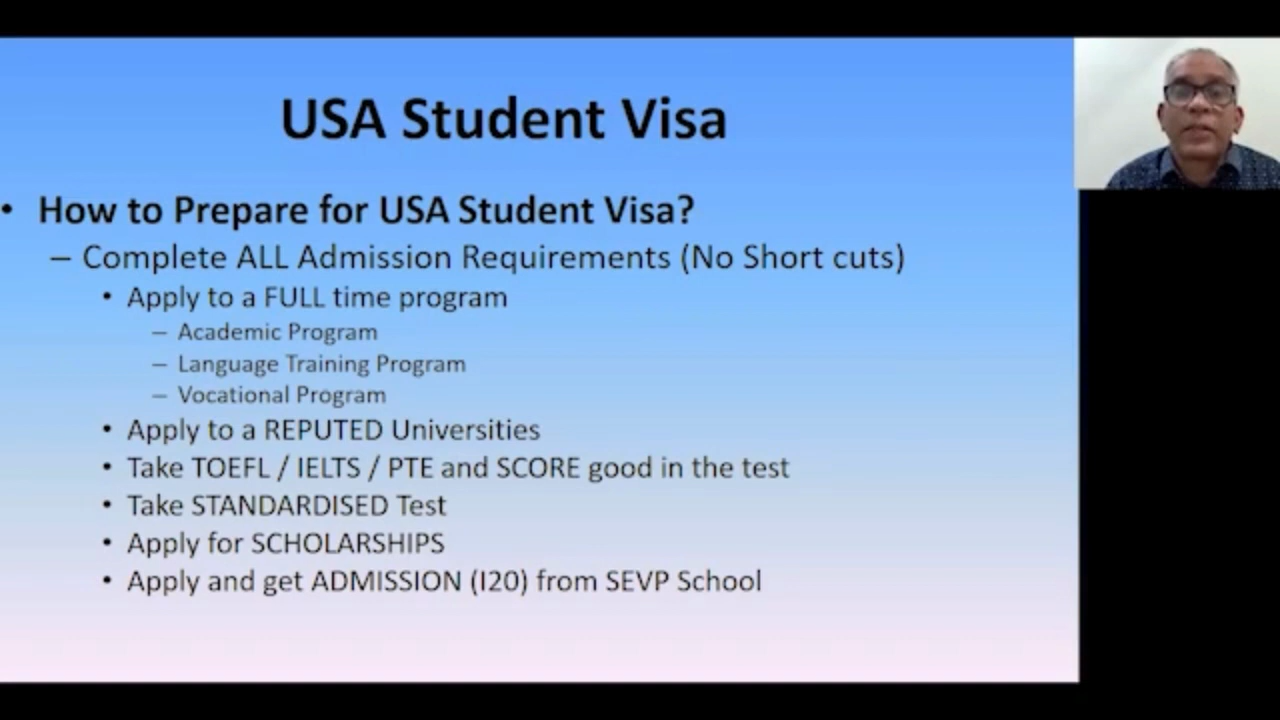 USA Student Visa
• How to Prepare for USA Student Visa?
– Complete ALL Admission Requirements (No Short cuts)
• Apply to a FULL time program
– Academic Program
– Language Training Program
– Vocational Program
• Apply to a REPUTED Universities
• Take TOEFL / IELTS / PTE and SCORE good in the test
• Take STANDARDISED Test
• Apply for SCHOLARSHIPS
• Apply and get ADMISSION (I20) from SEVP School